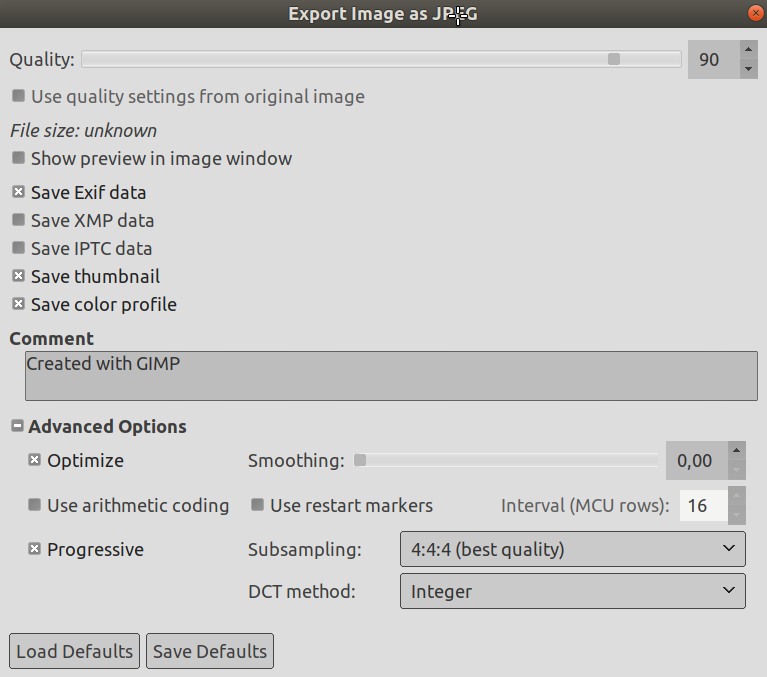 Export Image as JPEG
Quality: 90
Use quality settings from original image
File size: unknown
Show preview in image window
Save Exif data
Save XMP data
Save IPTC data
Save thumbnail
Save color profile
Comment
Created with GIMP
Advanced Options
Optimize Smoothing: 0,00
Use arithmetic coding Use restart markers Interval (MCU rows): 16
Progressive Subsampling: 4:4:4 (best quality)
DCT method: Integer
Load Defaults Save Defaults